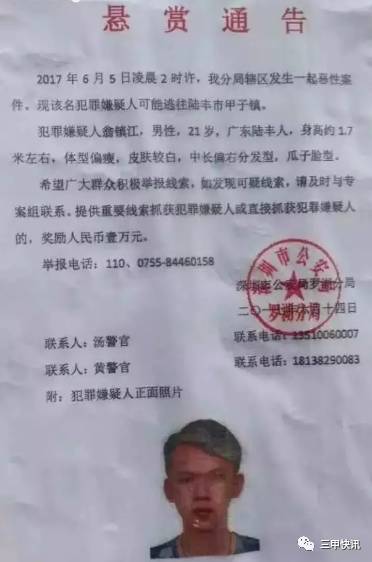 悬赏通告
2017年6月5日凌晨2时许，我分局辖区发生一起恶性案
件。现该名犯罪嫌疑人可能逃往陆丰市甲子镇。
犯罪嫌疑人翁镇江，男性，21岁，广东陆丰人，身高约1.7
米左右，体型偏瘦，皮肤较白，中长偏右分发型，瓜子脸型。
希望广大群众积极举报线索，如发现可疑线索，请及时与专
案组联系。提供重要线索抓获犯罪嫌疑人或直接抓获犯罪嫌疑人
的，奖励人民币壹万元。
举报电话：110、0755-84460158
深圳市公安局罗湖分局
二〇一 六月十四日
联系人：汤警官 联系电话：13510060007
联系人：黄警官 联系电话：18138290083
附：犯罪嫌疑人正面照片
深圳市公安局
罗湖分局
三甲快讯